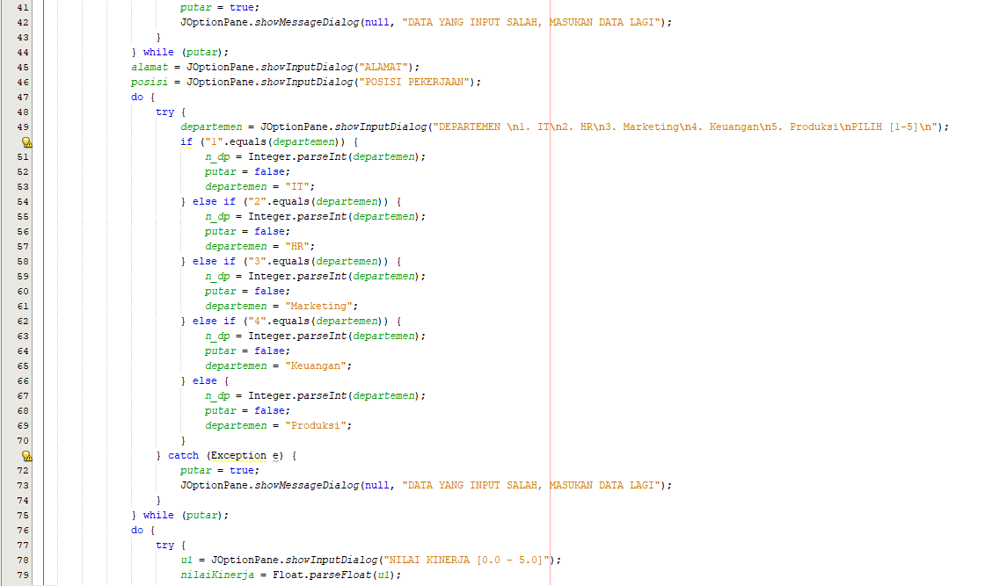 41 putar = true;
42 JOptionPane.showMessageDialog(null, "DATA YANG INPUT SALAH, MASUKAN DATA LAGI");
43 }
44 } while (putar);
45 alamat = JOptionPane.showInputDialog("ALAMAT");
46 posisi = JOptionPane.showInputDialog("POSISI PEKERJAAN");
47 do {
48 try {
49 departemen = JOptionPane.showInputDialog("DEPARTEMEN \n1. IT\n2. HR\n3. Marketing\n4. Keuangan\n5. Produksi\nPILIH [1-5]\n");
if ("1".equals(departemen)) {
51 n_dp = Integer.parseInt(departemen);
52 putar = false;
53 departemen = "IT";
54 } else if ("2".equals(departemen)) {
55 n_dp = Integer.parseInt(departemen);
56 putar = false;
57 departemen = "HR";
58 } else if ("3".equals(departemen)) {
59 n_dp = Integer.parseInt(departemen);
60 putar = false;
61 departemen = "Marketing";
62 } else if ("4".equals(departemen)) {
63 n_dp = Integer.parseInt(departemen);
64 putar = false;
65 departemen = "Keuangan";
66 } else {
67 n_dp = Integer.parseInt(departemen);
68 putar = false;
69 departemen = "Produksi";
70 }
} catch (Exception e) {
72 putar = true;
73 JOptionPane.showMessageDialog(null, "DATA YANG INPUT SALAH, MASUKAN DATA LAGI");
74 }
75 } while (putar);
76 do {
77 try {
78 u1 = JOptionPane.showInputDialog("NILAI KINERJA [0.0 - 5.0]");
79 nilaiKinerja = Float.parseFloat(u1);